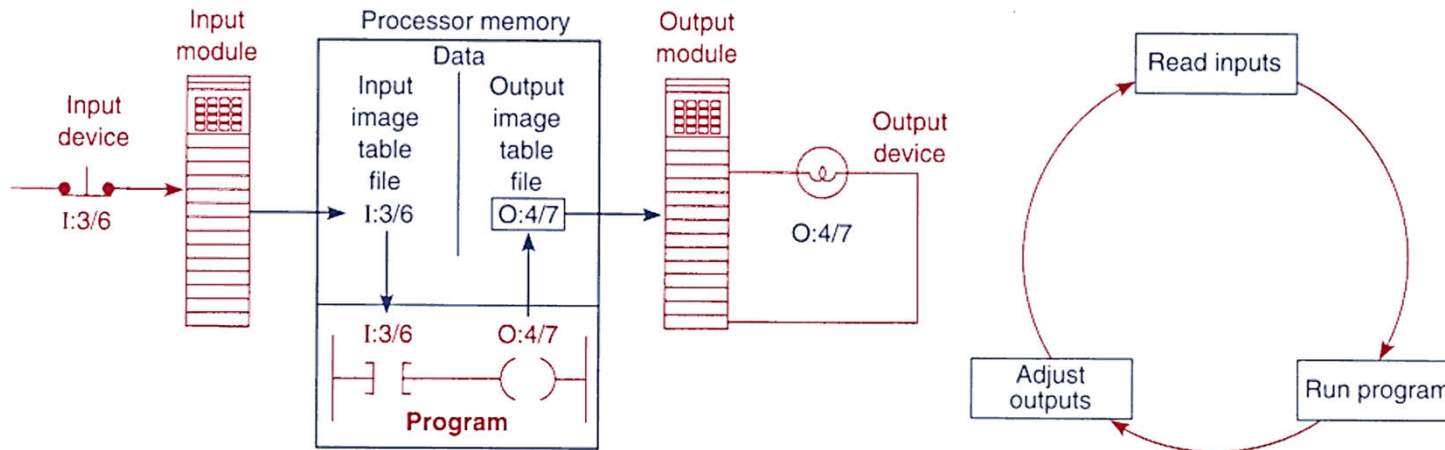 Input
module
Input
device
I:3/6
Processor memory
Data
Input
image
table
file
I:3/6
Output
image
table
file
O:4/7
I:3/6
O:4/7
Program
Output
module
Output
device
O:4/7
Read inputs
Run program
Adjust
outputs